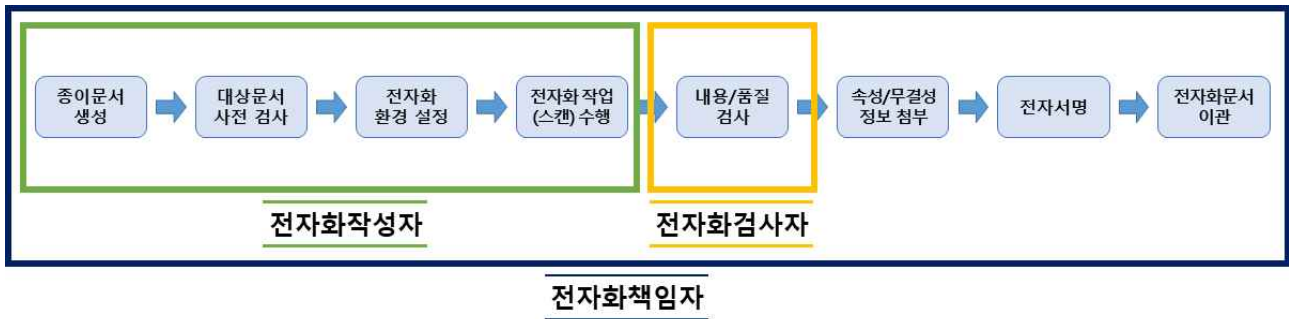 종이문서
생성
대상문서
사전 검사
전자화
환경 설정
전자화 작업
(스캔) 수행
내용/품질
검사
속성/무결성
정보 첨부
전자서명
전자화문서
이관
전자화작성자
전자화검사자
전자화책임자